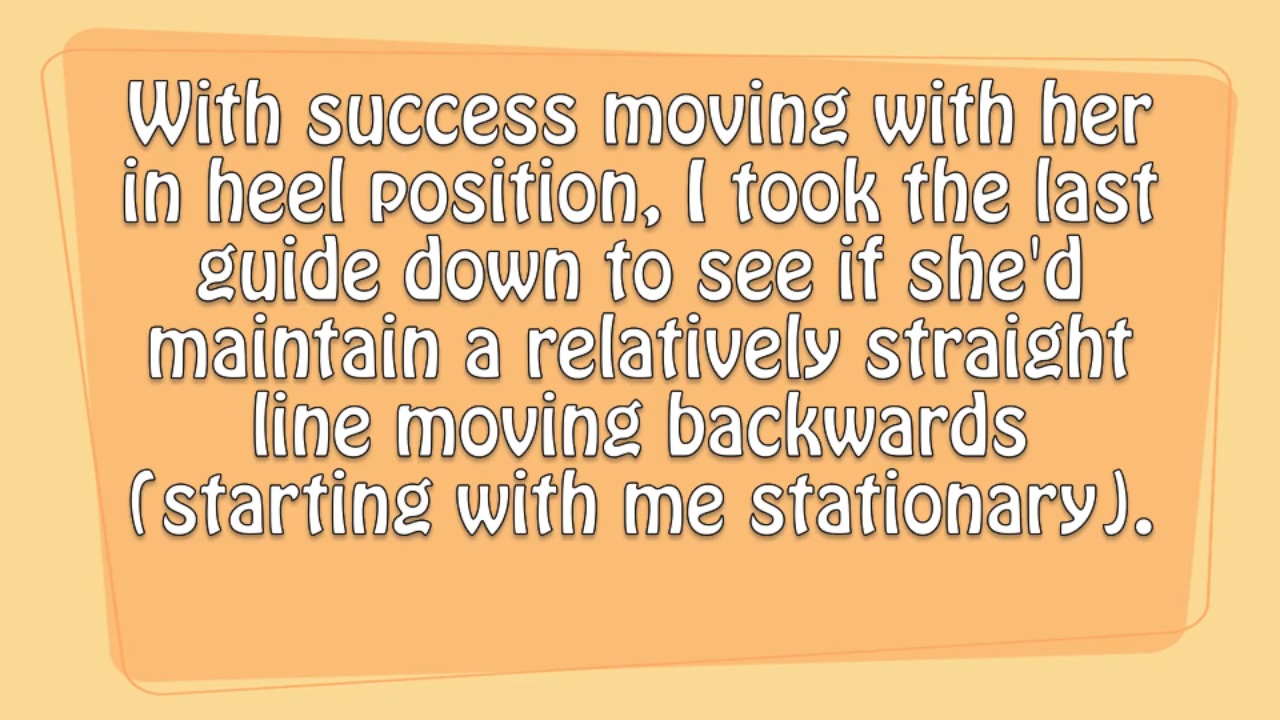 With success moving with her
in heel position, I took the last
guide down to see if she'd
maintain a relatively straight
line moving backwards
(starting with me stationary).